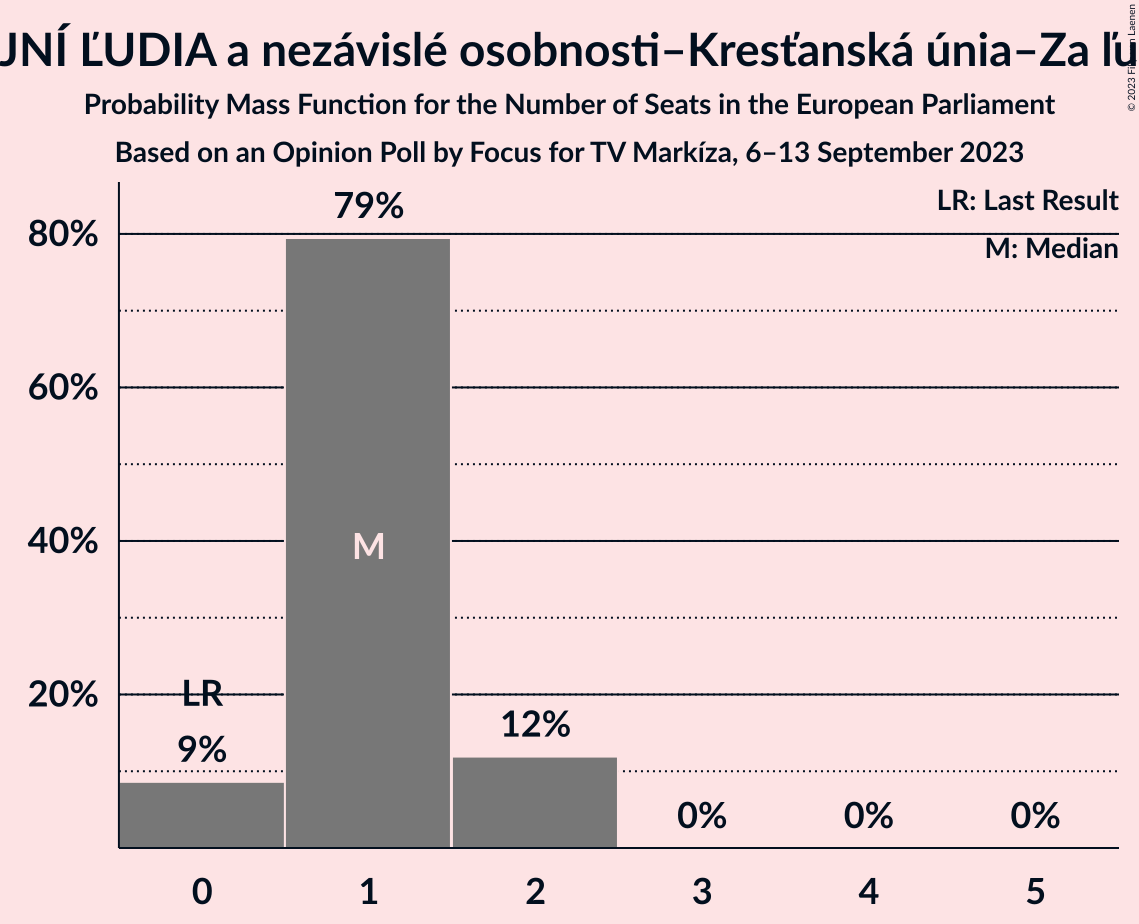 JNÍ ĽUDIA a nezávislé osobnosti–Kresťanská únia–Za ľu
© 2023 Filip Laenen
Probability Mass Function for the Number of Seats in the European Parliament
Based on an Opinion Poll by Focus for TV Markíza, 6–13 September 2023
LR: Last Result
M: Median
79%
80%
60%
40%
20%
M
LR
9%
12%
0%
0%
0%
0
1
2
3
4
5